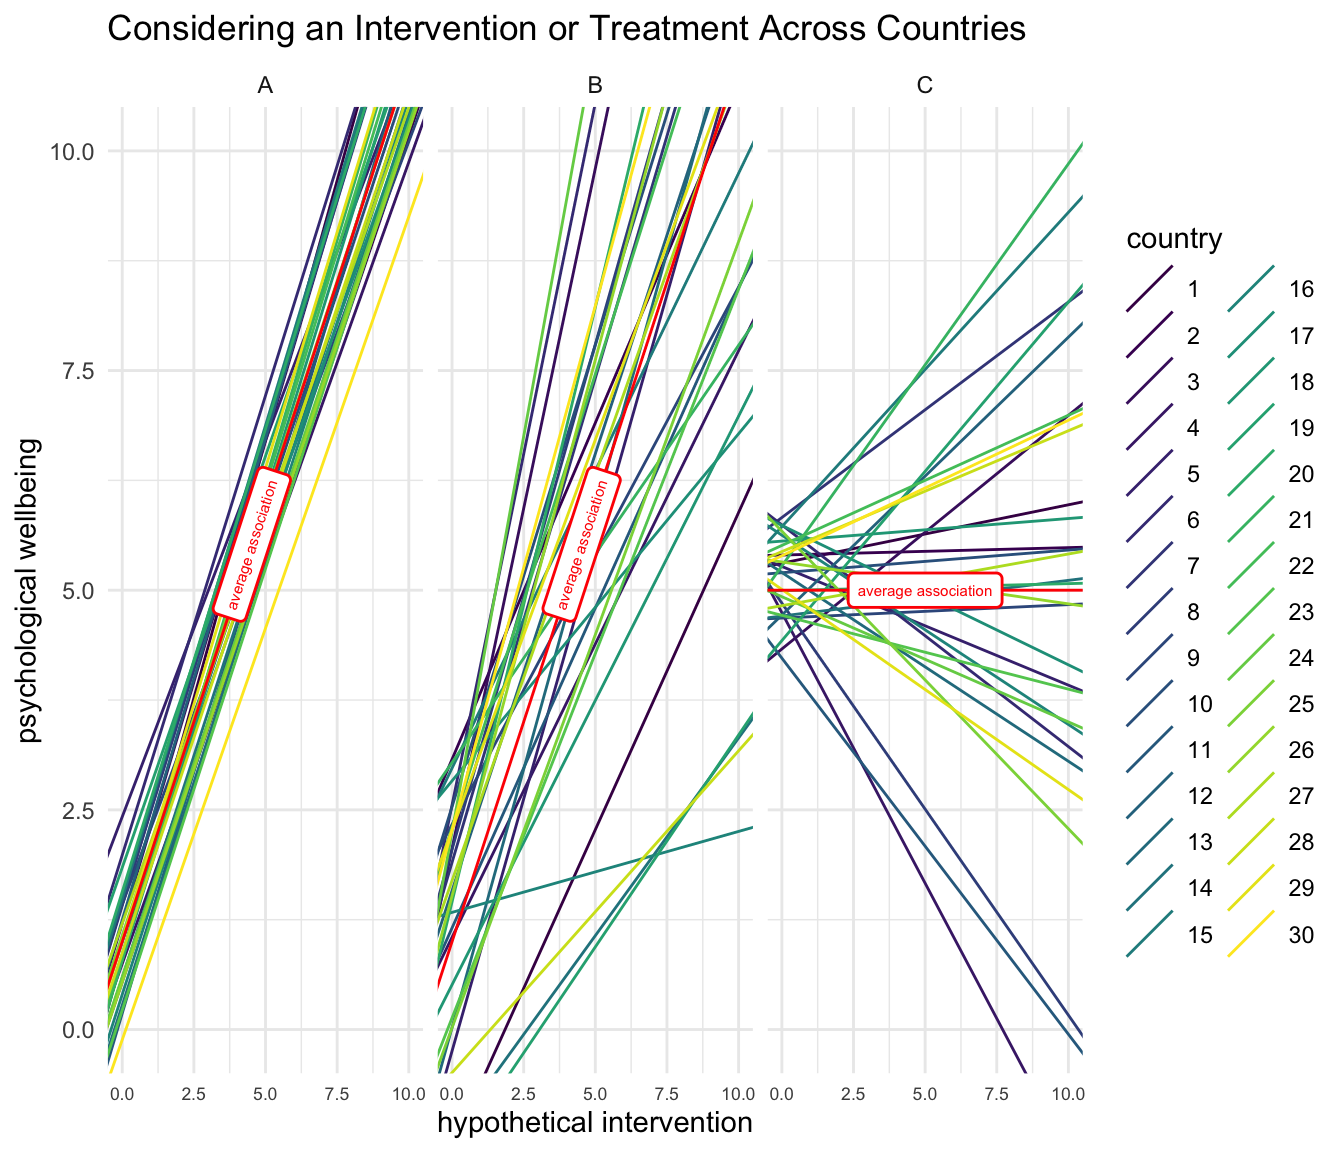 Considering an Intervention or Treatment Across Countries
A B C
psychological wellbeing
10.0
7.5
5.0
2.5
0.0
average association
average association
average association
0.0 2.5 5.0 7.5 10.0 0.0 2.5 5.0 7.5 10.0 0.0 2.5 5.0 7.5 10.0
hypothetical intervention
country
1 16
2 17
3 18
4 19
5 20
6 21
7 22
8 23
9 24
10 25
11 26
12 27
13 28
14 29
15 30